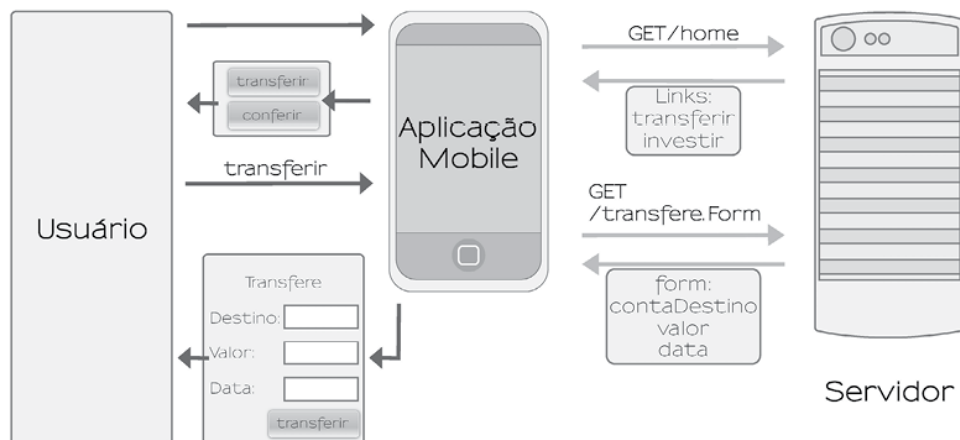 GET/home
transferir
conferir
Links:
transferir
investir
Aplicação
Mobile
transferir
GET
/transfere.Form
Usuário
Transfere
Destino:
Valor:
Data:
transferir
form:
contaDestino
valor
data
Servidor